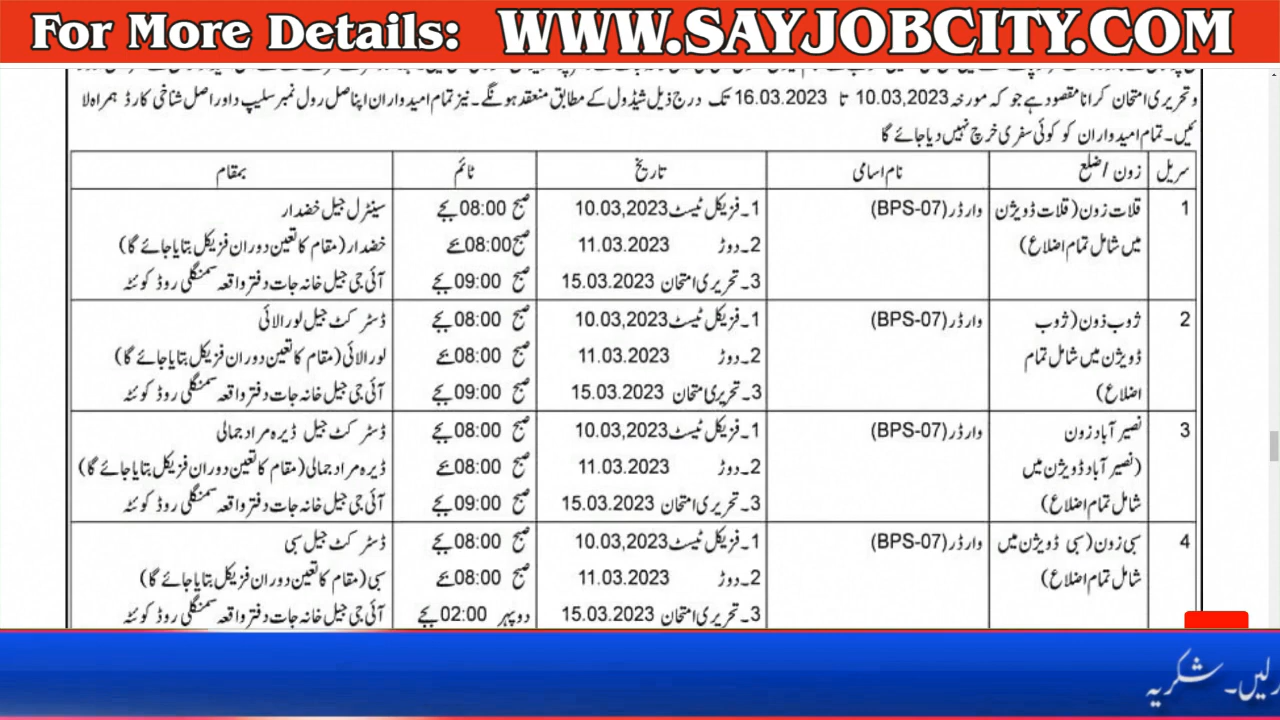 For More Details: WWW.SAYJOBCITY.COM
و تحریری امتحان کرانا مقصود ہے جو کہ مورخہ 10.03,2023 تا 16.03.2023 تک درج ذیل شیڈول کے مطابق منعقد ہونگے۔ نیز تمام امیدواران اپنا اصل رول نمبر سلیپ د اور اصل شناختی کارڈ ہمراہ لا
ئیں۔ تمام امیدواران کو کوئی سفری خرچ نہیں دیا جائے گا
سریل زون / ضلع نام اسامی تاریخ ٹائم بمقام
1 قلات زون (قلات ڈویژن وارڈر (BPS-07) 1۔فزیکل ٹیسٹ 10.03,2023 صبح 08:00 بجے سینٹرل جیل خضدار
میں شامل تمام اضلاع) 2۔دوڑ 11.03.2023 صبح 08:00 بجے خضدار (مقام کا تعین دوران فزیکل بتایا جائے گا)
3۔تحریری امتحان 15.03.2023 صبح 09:00 بجے آئی جی جیل خانہ جات دفتر واقعہ سمنگلی روڈ کوئٹہ
2 ژوب ذون (ژوب وارڈر (BPS-07) 1۔فزیکل ٹیسٹ 10.03,2023 صبح 08:00 بجے ڈسٹرکٹ جیل لورالائی
ڈویژن میں شامل تمام 2۔دوڑ 11.03.2023 صبح 08:00 بجے لورالائی (مقام کا تعین دوران فزیکل بتایا جائے گا)
اضلاع) 3۔تحریری امتحان 15.03.2023 صبح 09:00 بجے آئی جی جیل خانہ جات دفتر واقعہ سمنگلی روڈ کوئٹہ
3 نصیر آباد زون وارڈر (BPS-07) 1۔فزیکل ٹیسٹ 10.03,2023 صبح 08:00 بجے ڈسٹرکٹ جیل ڈیرہ مراد جمالی
(نصیر آباد ڈویژن میں 2۔دوڑ 11.03.2023 صبح 08:00 بجے ڈیرہ مراد جمالی (مقام کا تعین دوران فزیکل بتایا جائے گا)
شامل تمام اضلاع) 3۔تحریری امتحان 15.03.2023 صبح 09:00 بجے آئی جی جیل خانہ جات دفتر واقعہ سمنگلی روڈ کوئٹہ
4 سبی زون (سبی ڈویژن میں وارڈر (BPS-07) 1۔فزیکل ٹیسٹ 10.03,2023 صبح 08:00 بجے ڈسٹرکٹ جیل سبی
شامل تمام اضلاع) 2۔دوڑ 11.03.2023 صبح 08:00 بجے سبی (مقام کا تعین دوران فزیکل بتایا جائے گا)
3۔تحریری امتحان 15.03.2023 دوپہر 02:00 بجے آئی جی جیل خانہ جات دفتر واقعہ سمنگلی روڈ کوئٹہ
لیں۔ شکریہ